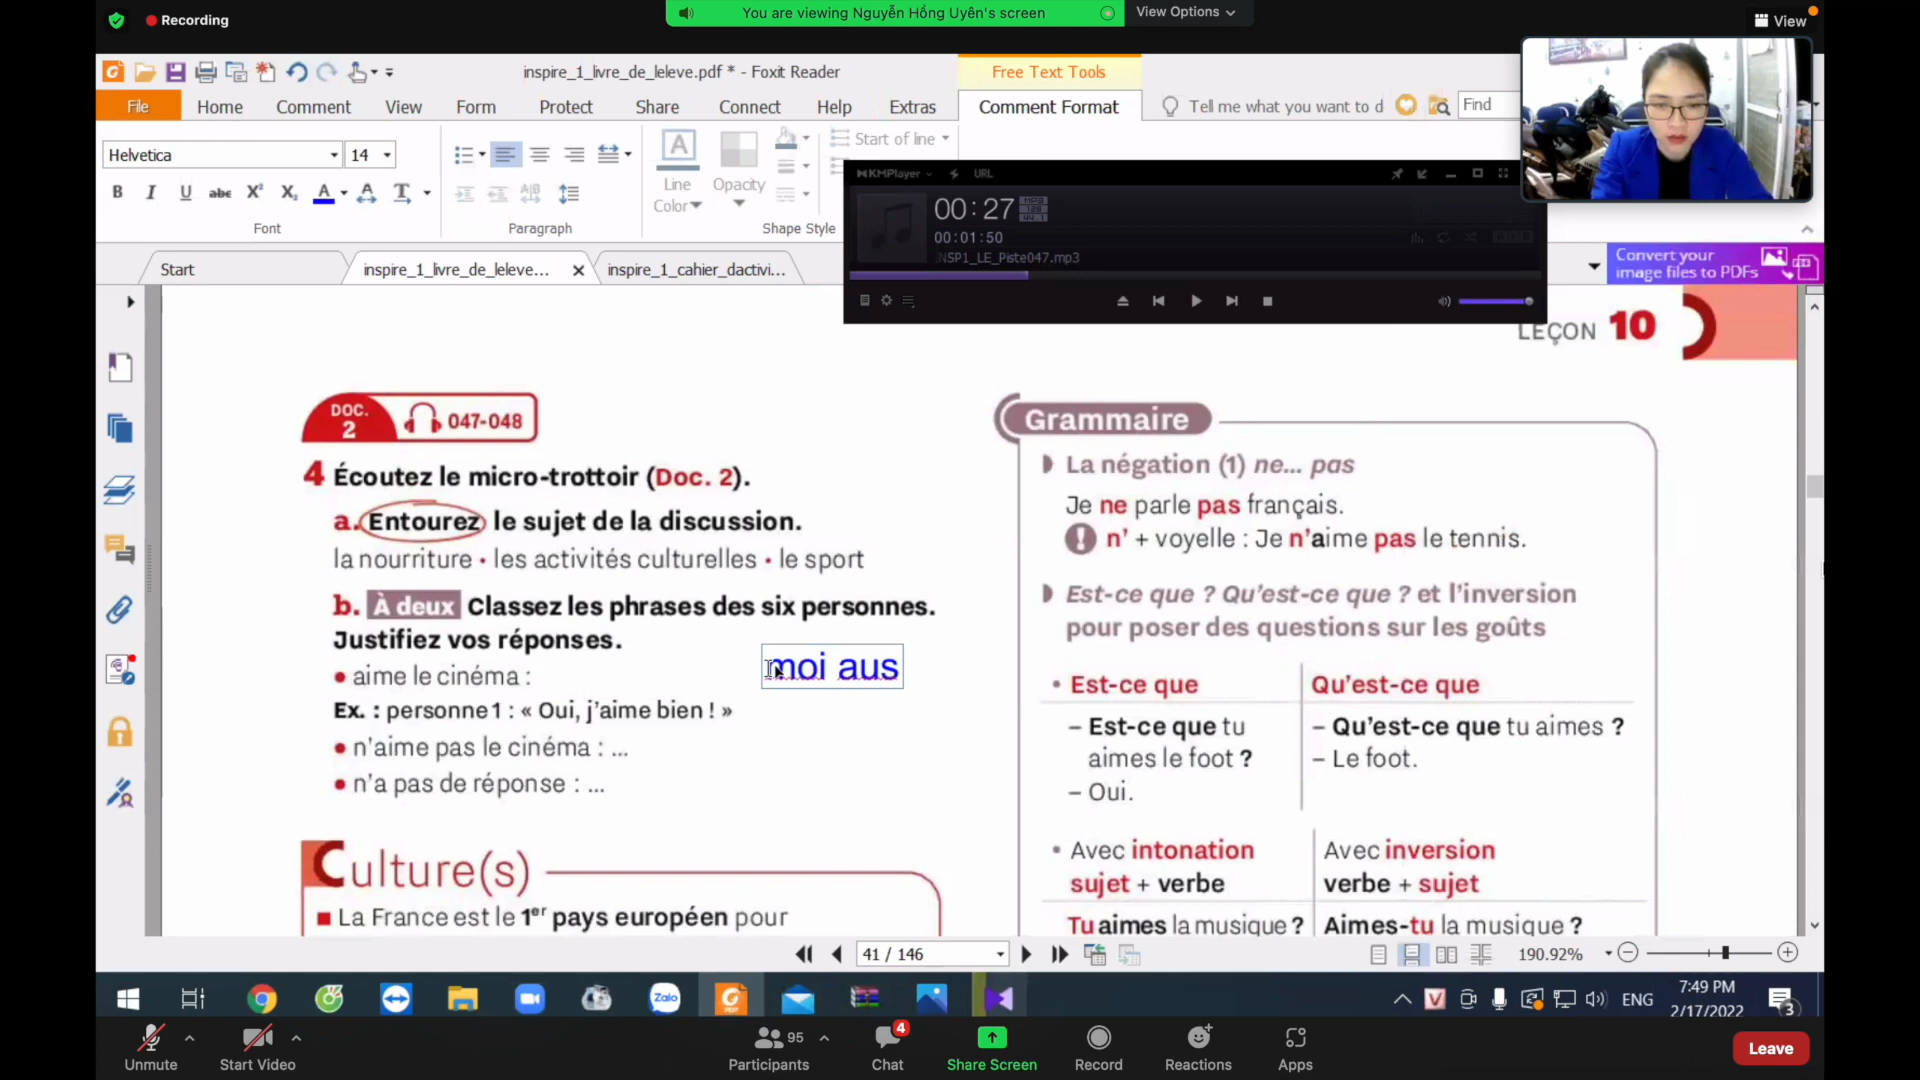 Recording
You are viewing Nguyễn Hồng Uyên's screen
View Options
View
inspire_1_livre_de_leleve.pdf * - Foxit Reader
Free Text Tools
File
Home
Comment
View
Form
Protect
Share
Connect
Help
Extras
Comment Format
Tell me what you want to d
Find
Helvetica
14
Start of line
Line
Color
Opacity
Font
Paragraph
Shape Style
KMPlayer
URL
00:27
00:01:50
NSP1_LE_Piste047.mp3
Start
inspire_1_livre_de_leleve...
inspire_1_cahier_dactivi...
Convert your
image files to PDFs
LEÇON 10
DOC.
2
047-048
4 Écoutez le micro-trottoir (Doc. 2).
a. Entourez le sujet de la discussion.
la nourriture • les activités culturelles • le sport
b. À deux Classez les phrases des six personnes.
Justifiez vos réponses.
moi aus
• aime le cinéma :
Ex. : personne 1 : « Oui, j'aime bien ! »
• n'aime pas le cinéma : ...
• n'a pas de réponse : ...
Culture(s)
La France est le 1er pays européen pour
Grammaire
La négation (1) ne... pas
Je ne parle pas français.
! n' + voyelle : Je n'aime pas le tennis.
Est-ce que ? Qu'est-ce que ? et l'inversion
pour poser des questions sur les goûts
• Est-ce que
Qu'est-ce que
– Est-ce que tu
aimes le foot ?
– Oui.
– Qu'est-ce que tu aimes ?
– Le foot.
• Avec intonation
sujet + verbe
Avec inversion
verbe + sujet
Tu aimes la musique ?
Aimes-tu la musique ?
41 / 146
190.92%
Zalo
ENG
7:49 PM
2/17/2022
3
Unmute
Start Video
95
Participants
4
Chat
Share Screen
Record
Reactions
Apps
Leave